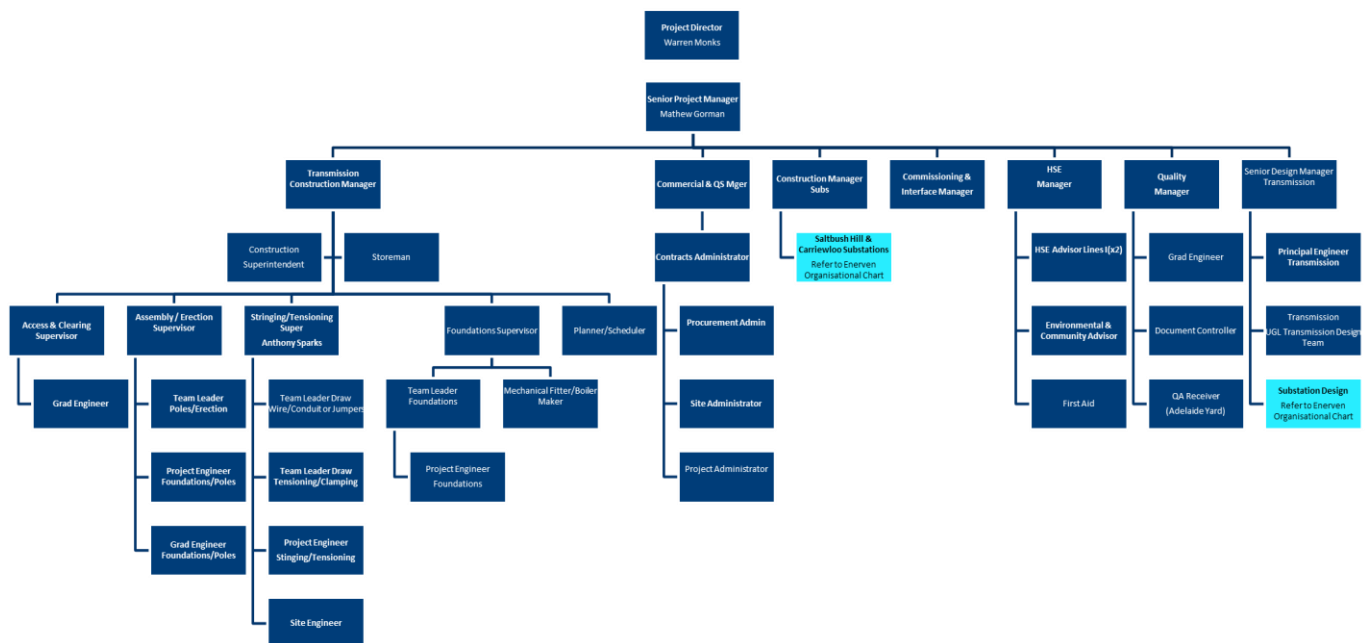 Project Director
Warren Monks
Senior Project Manager
Mathew Gorman
Transmission
Construction Manager
Commercial & QS Mger
Construction Manager
Subs
Commissioning &
Interface Manager
HSE
Manager
Quality
Manager
Senior Design Manager
Transmission
Construction
Superintendent
Storeman
Contracts Administrator
Saltbush Hill &
Carriewloo Substations
Refer to Enerven
Organisational Chart
HSE Advisor Lines I(x2)
Grad Engineer
Principal Engineer
Transmission
Access & Clearing
Supervisor
Assembly / Erection
Supervisor
Stringing/Tensioning
Super
Anthony Sparks
Foundations Supervisor
Planner/Scheduler
Procurement Admin
Environmental &
Community Advisor
Document Controller
Transmission
UGL Transmission Design
Team
Grad Engineer
Team Leader
Poles/Erection
Team Leader Draw
Wire/Conduit or Jumpers
Team Leader
Foundations
Mechanical Fitter/Boiler
Maker
Site Administrator
First Aid
QA Receiver
(Adelaide Yard)
Substation Design
Refer to Enerven
Organisational Chart
Project Engineer
Foundations/Poles
Team Leader Draw
Tensioning/Clamping
Project Engineer
Foundations
Project Administrator
Grad Engineer
Foundations/Poles
Project Engineer
Stinging/Tensioning
Site Engineer